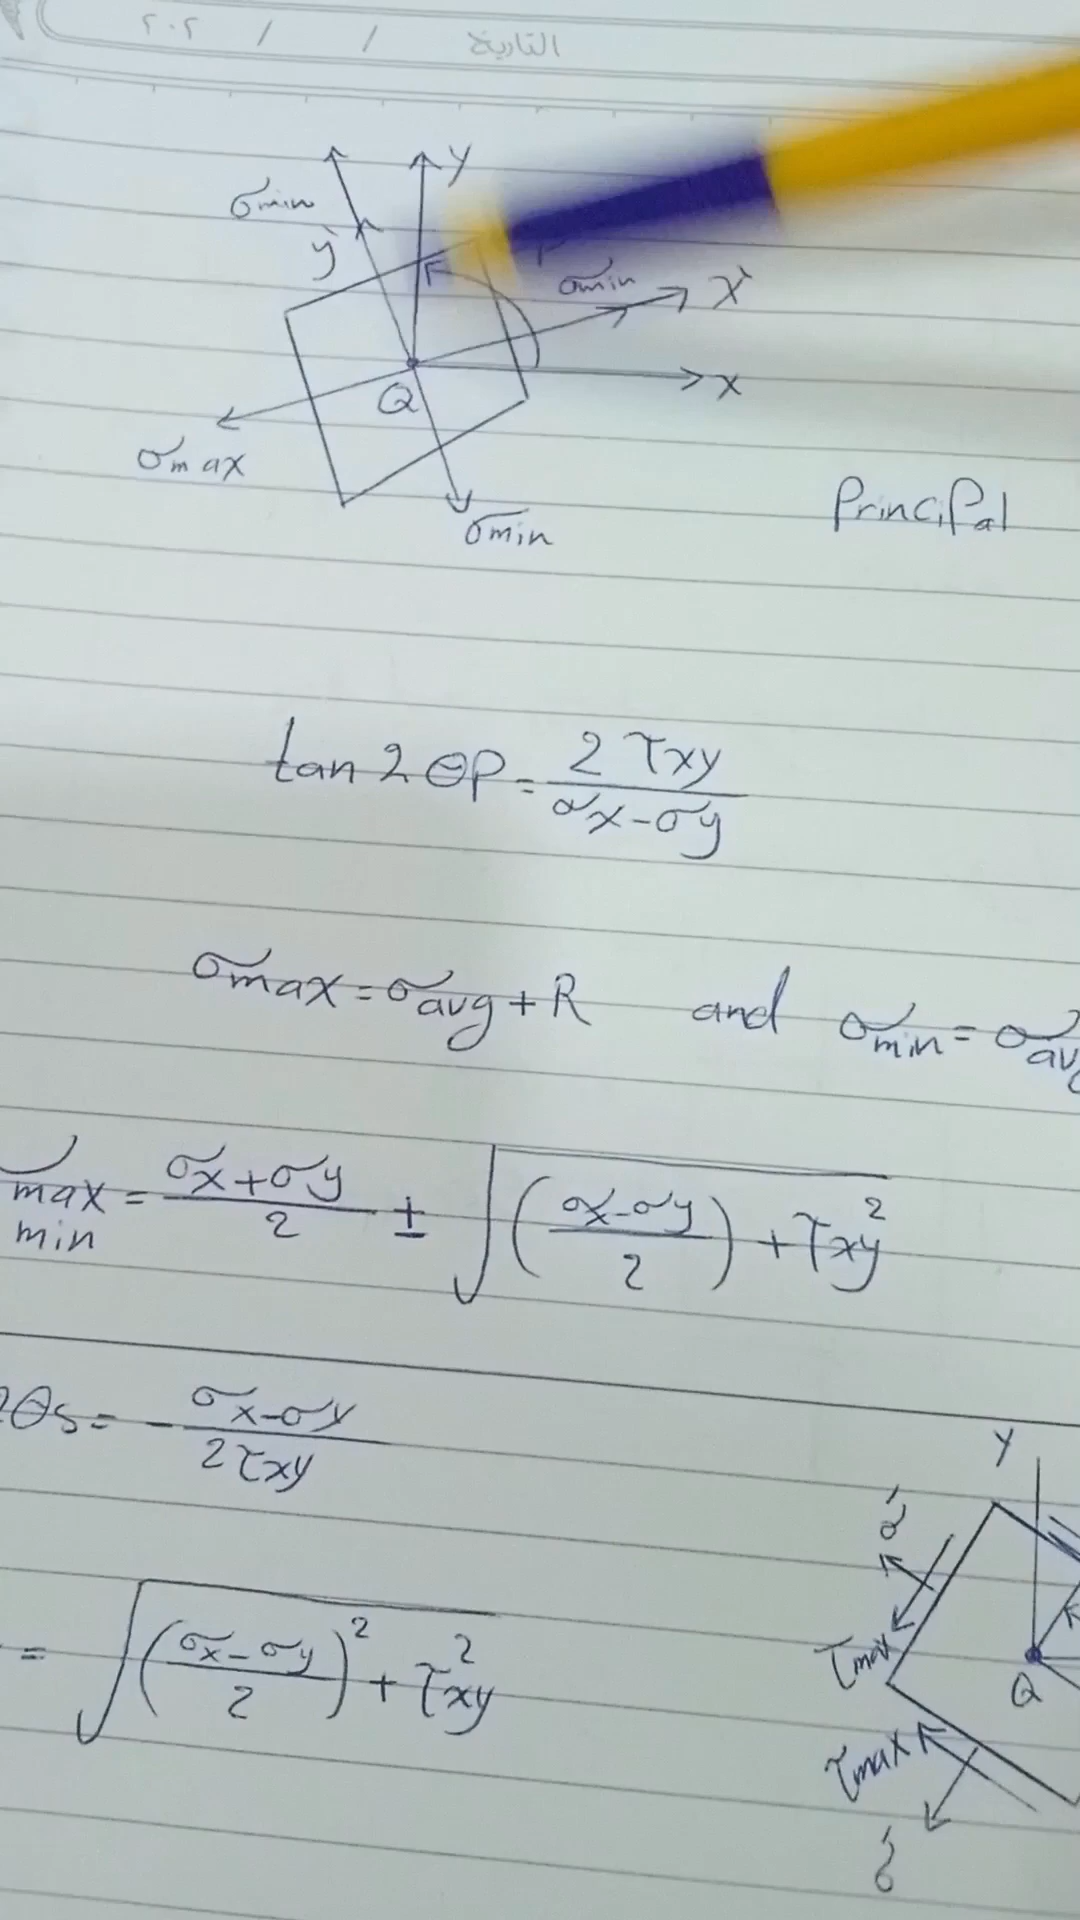 التاريخ / / ٢٠٢
y
σmin
y'
σmin x'
Q x
σmax
σmin
Principal
tan 2θP = 2τxy / σx-σy
σmax = σavg + R and σmin = σavg
max min = σx+σy / 2 ± √(σx-σy / 2) + τxy²
2θs = - σx-σy / 2τxy
= √(σx-σy / 2)² + τxy²
y
σ'
τmax
Q
τmax
σ'